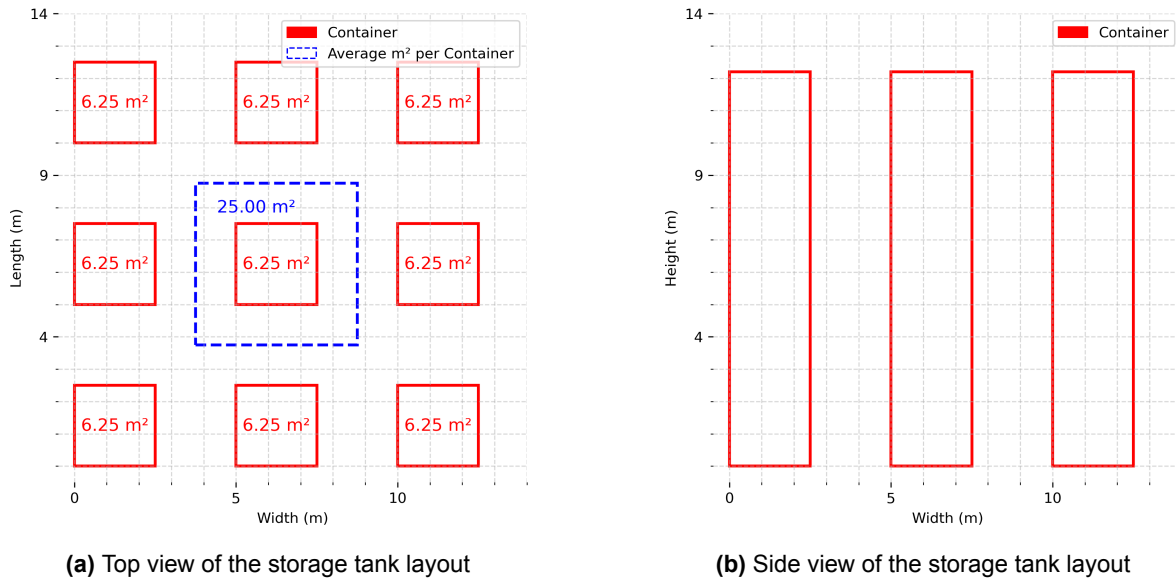 14
Container
Average m² per Container
6.25 m² 6.25 m² 6.25 m²
9
25.00 m²
6.25 m² 6.25 m² 6.25 m²
4
6.25 m² 6.25 m² 6.25 m²
Length (m)
0 5 10
Width (m)
(a) Top view of the storage tank layout
14
Container
9
4
Height (m)
0 5 10
Width (m)
(b) Side view of the storage tank layout